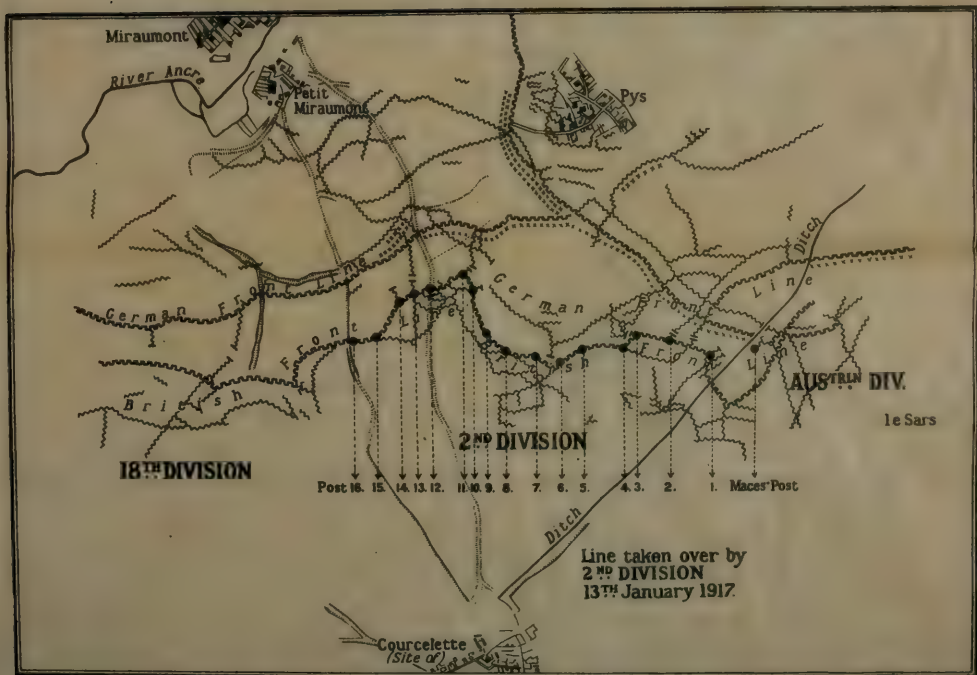 Miraumont
River Ancre
Petit
Miraumont
Pys
Ditch
German Front Line
German Front Line
British Front Line
British Front Line
AUSTRLN DIV.
le Sars
2ND DIVISION
18TH DIVISION
Post 16. 15. 14. 13. 12. 11. 10. 9. 8. 7. 6. 5. 4. 3. 2. 1. Maces Post
Ditch
Line taken over by
2ND DIVISION
13TH January 1917.
Courcelette
(Site of)